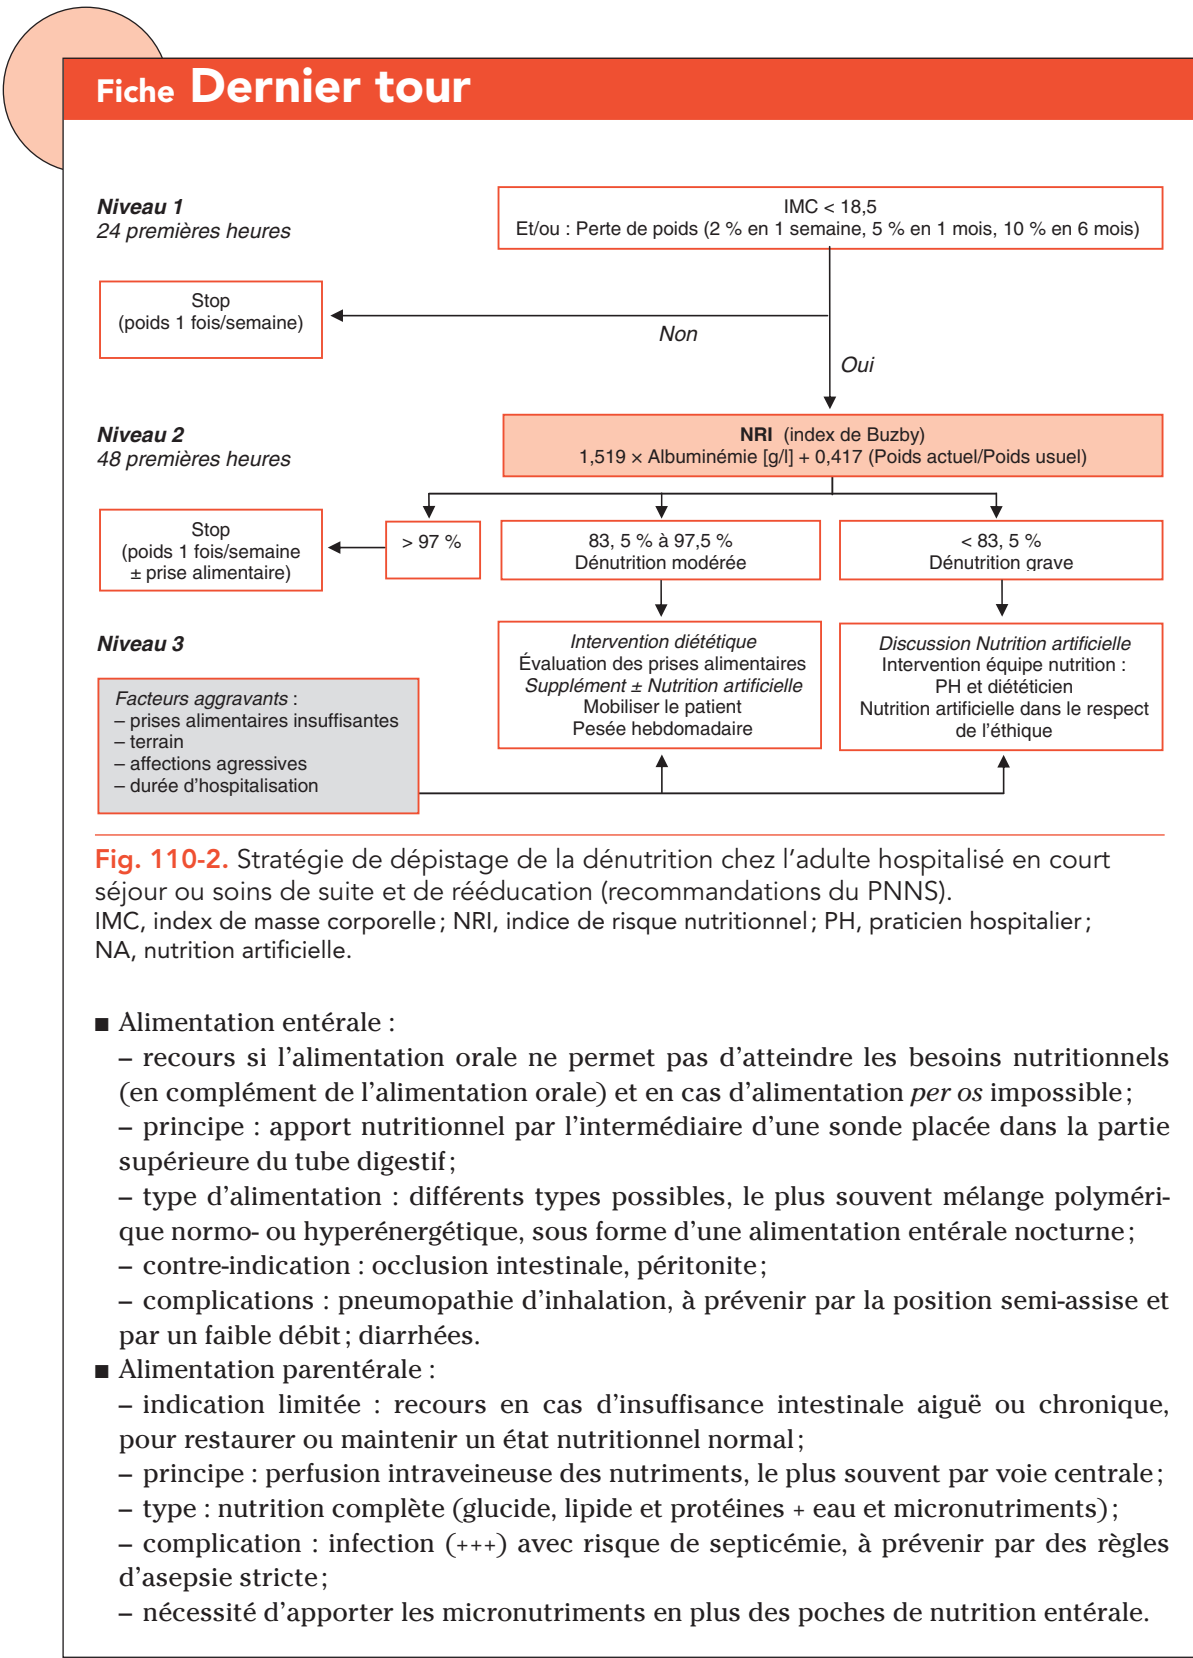 Fiche Dernier tour
Niveau 1
24 premières heures
IMC < 18,5
Et/ou : Perte de poids (2 % en 1 semaine, 5 % en 1 mois, 10 % en 6 mois)
Stop
(poids 1 fois/semaine)
Non
Oui
Niveau 2
48 premières heures
NRI (index de Buzby)
1,519 × Albuminémie [g/l] + 0,417 (Poids actuel/Poids usuel)
Stop
(poids 1 fois/semaine
± prise alimentaire)
> 97 %
83, 5 % à 97,5 %
Dénutrition modérée
< 83, 5 %
Dénutrition grave
Niveau 3
Facteurs aggravants :
– prises alimentaires insuffisantes
– terrain
– affections agressives
– durée d'hospitalisation
Intervention diététique
Évaluation des prises alimentaires
Supplément ± Nutrition artificielle
Mobiliser le patient
Pesée hebdomadaire
Discussion Nutrition artificielle
Intervention équipe nutrition :
PH et diététicien
Nutrition artificielle dans le respect
de l'éthique
Fig. 110-2. Stratégie de dépistage de la dénutrition chez l'adulte hospitalisé en court
séjour ou soins de suite et de rééducation (recommandations du PNNS).
IMC, index de masse corporelle ; NRI, indice de risque nutritionnel ; PH, praticien hospitalier ;
NA, nutrition artificielle.
■ Alimentation entérale :
– recours si l'alimentation orale ne permet pas d'atteindre les besoins nutritionnels
(en complément de l'alimentation orale) et en cas d'alimentation per os impossible ;
– principe : apport nutritionnel par l'intermédiaire d'une sonde placée dans la partie
supérieure du tube digestif ;
– type d'alimentation : différents types possibles, le plus souvent mélange polyméri-
que normo- ou hyperénergétique, sous forme d'une alimentation entérale nocturne ;
– contre-indication : occlusion intestinale, péritonite ;
– complications : pneumopathie d'inhalation, à prévenir par la position semi-assise et
par un faible débit ; diarrhées.
■ Alimentation parentérale :
– indication limitée : recours en cas d'insuffisance intestinale aiguë ou chronique,
pour restaurer ou maintenir un état nutritionnel normal ;
– principe : perfusion intraveineuse des nutriments, le plus souvent par voie centrale ;
– type : nutrition complète (glucide, lipide et protéines + eau et micronutriments) ;
– complication : infection (+++) avec risque de septicémie, à prévenir par des règles
d'asepsie stricte ;
– nécessité d'apporter les micronutriments en plus des poches de nutrition entérale.